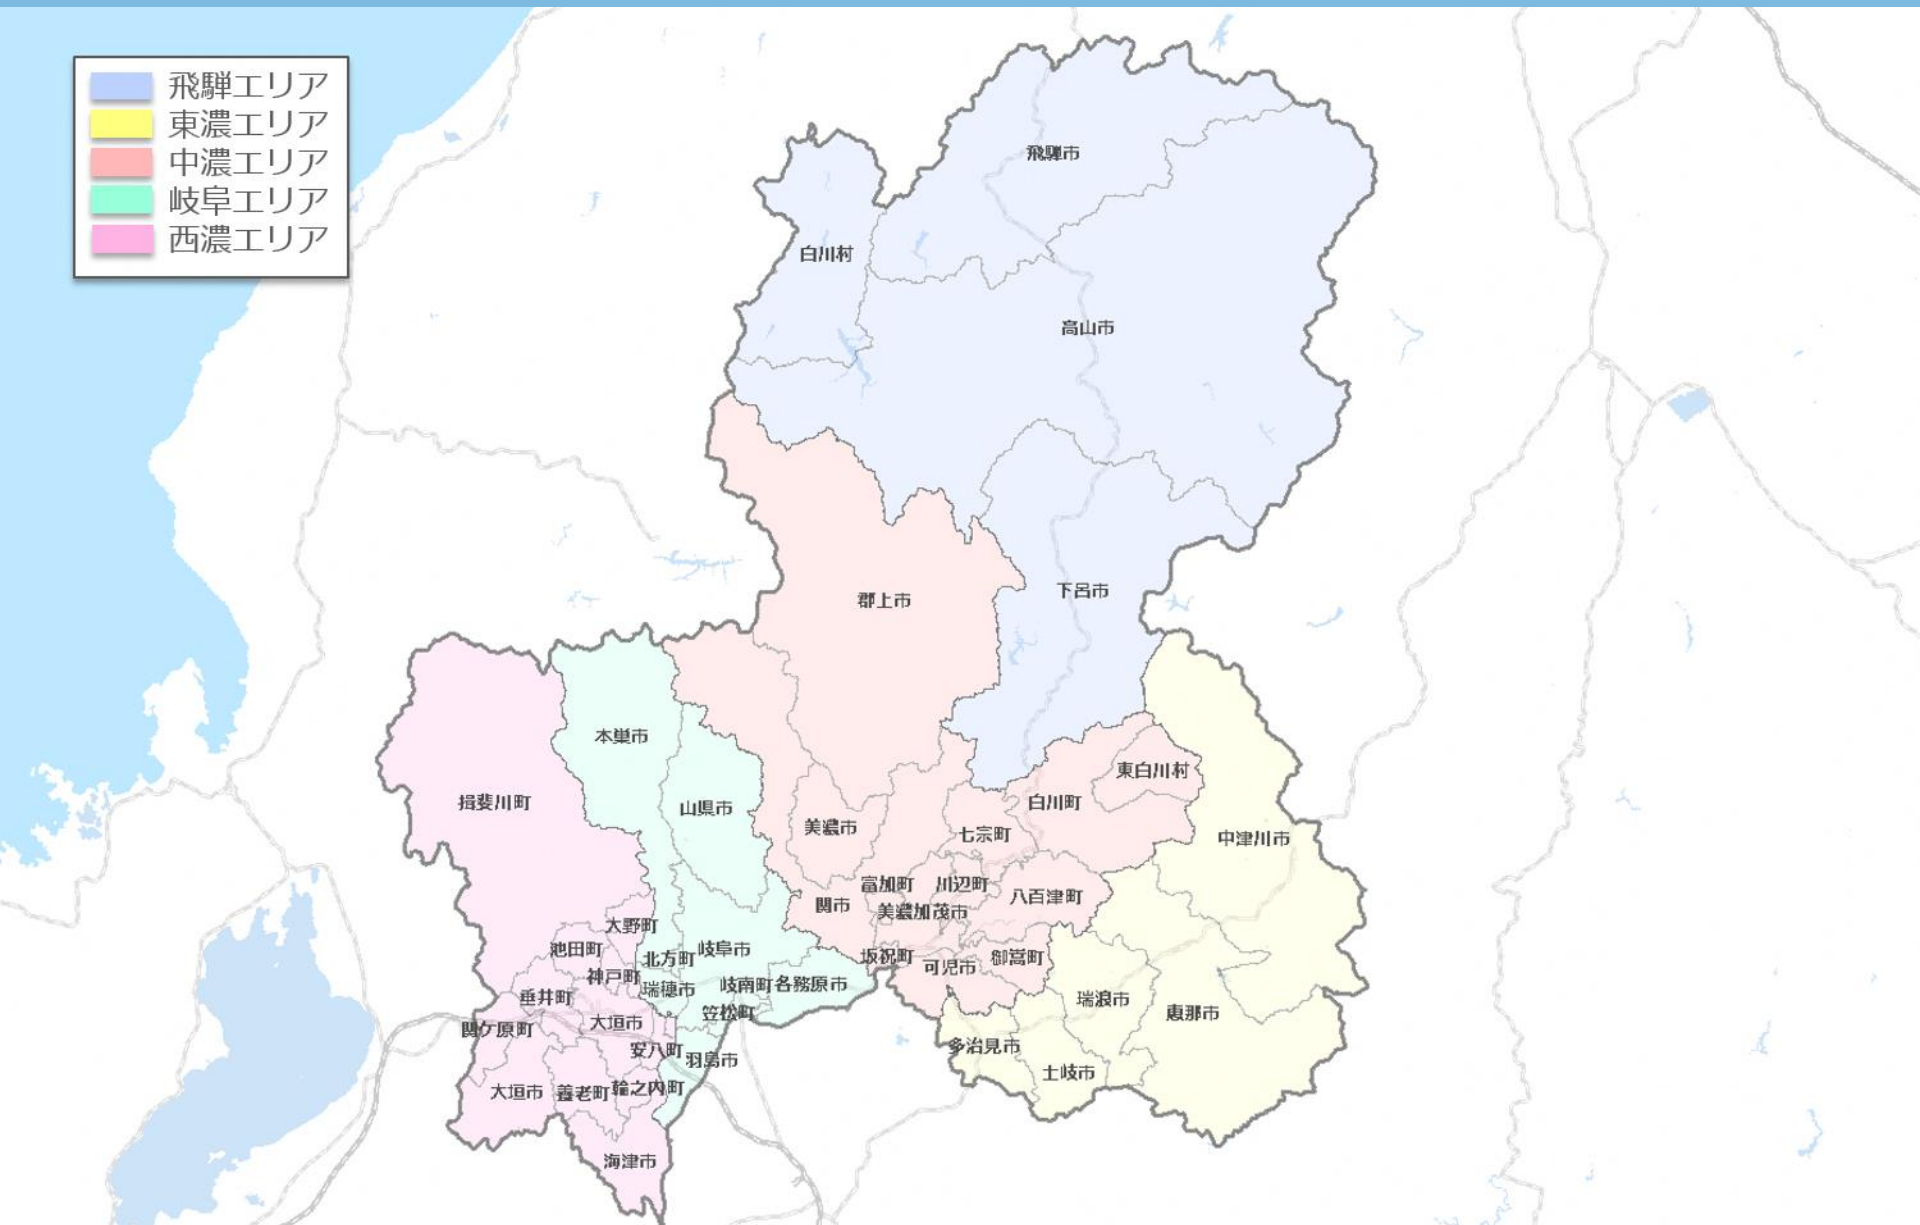 飛騨エリア
東濃エリア
中濃エリア
岐阜エリア
西濃エリア
飛騨市
白川村
高山市
下呂市
郡上市
本巣市
東白川村
揖斐川町
白川町
山県市
美濃市
七宗町
中津川市
富加町
川辺町
八百津町
関市
美濃加茂市
大野町
池田町
岐阜市
北方町
坂祝町
可児市
御嵩町
神戸町
瑞穂市
岐南町
各務原市
垂井町
瑞浪市
笠松町
恵那市
大垣市
関ケ原町
多治見市
安八町
羽島市
土岐市
大垣市
養老町
輪之内町
海津市